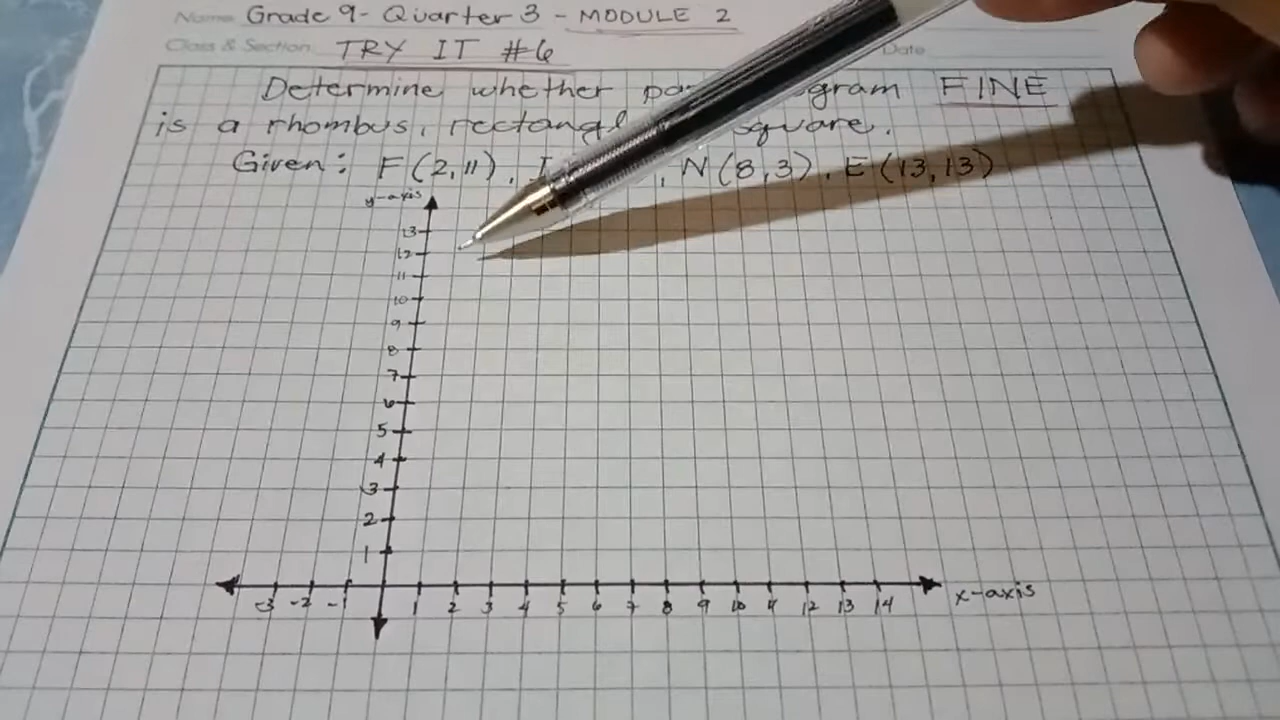 Name: Grade 9- Quarter 3 - MODULE 2
Class & Section: TRY IT #6 Date
Determine whether FINE
is a rhombus, square.
Given: F(2,11), N(8,3), E(13,13)
y-axis
13
12
11
10
9
8
7
6
5
4
3
2
1
-3 -2 -1 1 2 3 4 5 6 7 8 9 10 11 12 13 14 x-axis